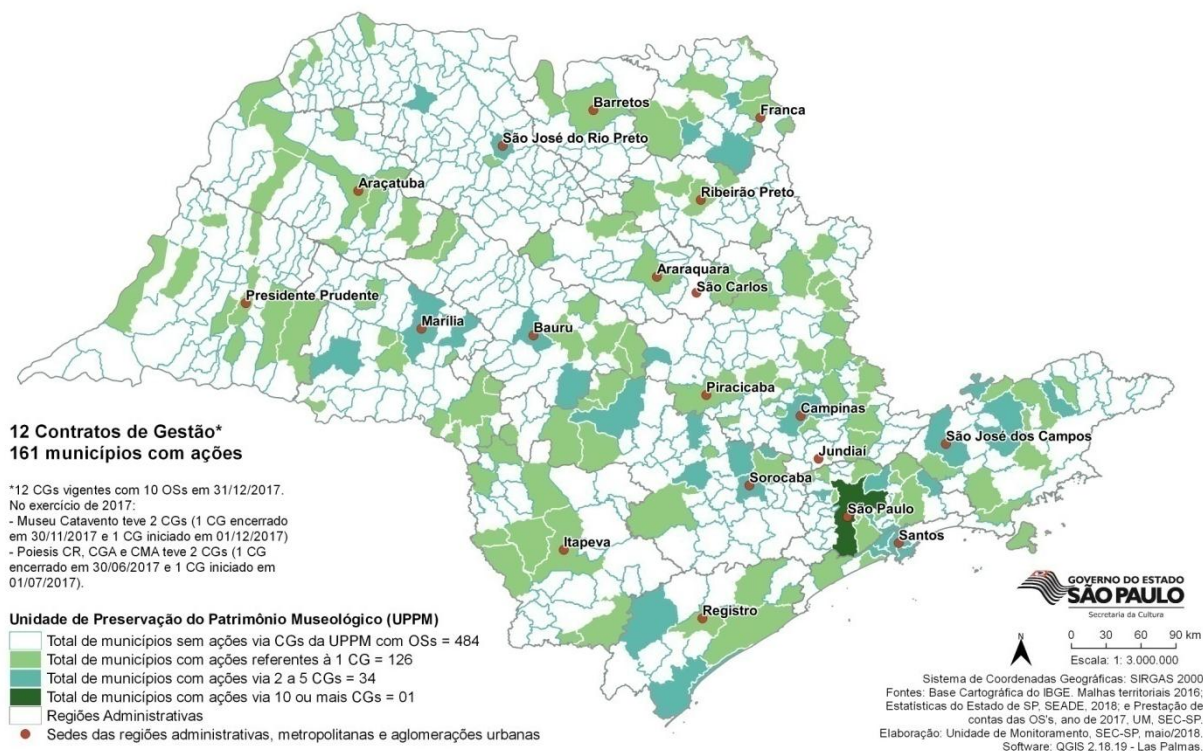 Barretos
Franca
São José do Rio Preto
Araçatuba
Ribeirão Preto
Araraquara
São Carlos
Presidente Prudente
Marília
Bauru
Piracicaba
Campinas
São José dos Campos
Jundiaí
Sorocaba
São Paulo
Santos
Itapeva
Registro
12 Contratos de Gestão*
161 municípios com ações
*12 CGs vigentes com 10 OSs em 31/12/2017.
No exercício de 2017:
- Museu Catavento teve 2 CGs (1 CG encerrado
em 30/11/2017 e 1 CG iniciado em 01/12/2017)
- Poiesis CR, CGA e CMA teve 2 CGs (1 CG
encerrado em 30/06/2017 e 1 CG iniciado em
01/07/2017).
Unidade de Preservação do Patrimônio Museológico (UPPM)
Total de municípios sem ações via CGs da UPPM com OSs = 484
Total de municípios com ações referentes à 1 CG = 126
Total de municípios com ações via 2 a 5 CGs = 34
Total de municípios com ações via 10 ou mais CGs = 01
Regiões Administrativas
Sedes das regiões administrativas, metropolitanas e aglomerações urbanas
GOVERNO DO ESTADO
SÃO PAULO
Secretaria da Cultura
N
0 30 60 90 km
Escala: 1: 3.000.000
Sistema de Coordenadas Geográficas: SIRGAS 2000
Fontes: Base Cartográfica do IBGE. Malhas territoriais 2016;
Estatísticas do Estado de SP, SEADE, 2018; e Prestação de
contas das OS's, ano de 2017, UM, SEC-SP.
Elaboração: Unidade de Monitoramento, SEC-SP, maio/2018.
Software: QGIS 2.18.19 - Las Palmas.